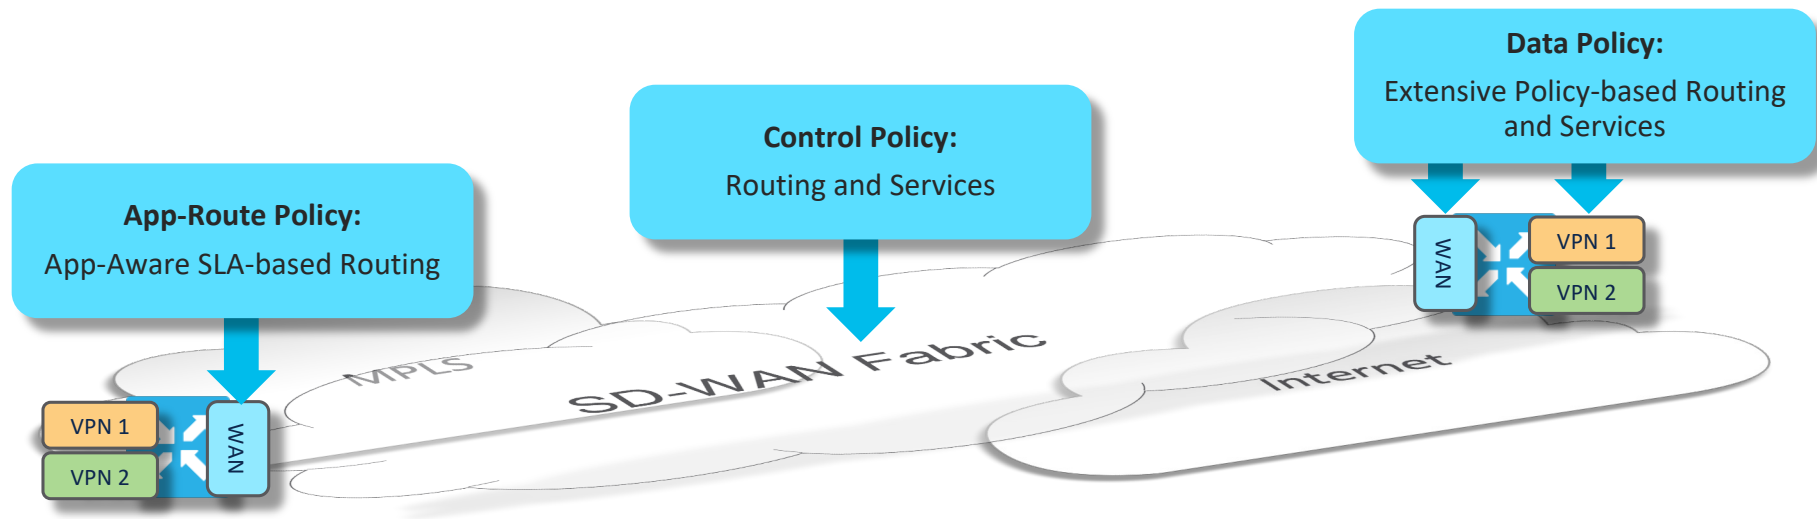 Data Policy:
Extensive Policy-based Routing
and Services
Control Policy:
Routing and Services
App-Route Policy:
App-Aware SLA-based Routing
WAN
VPN 1
VPN 2
MPLS
SD-WAN Fabric
Internet
VPN 1
VPN 2
WAN